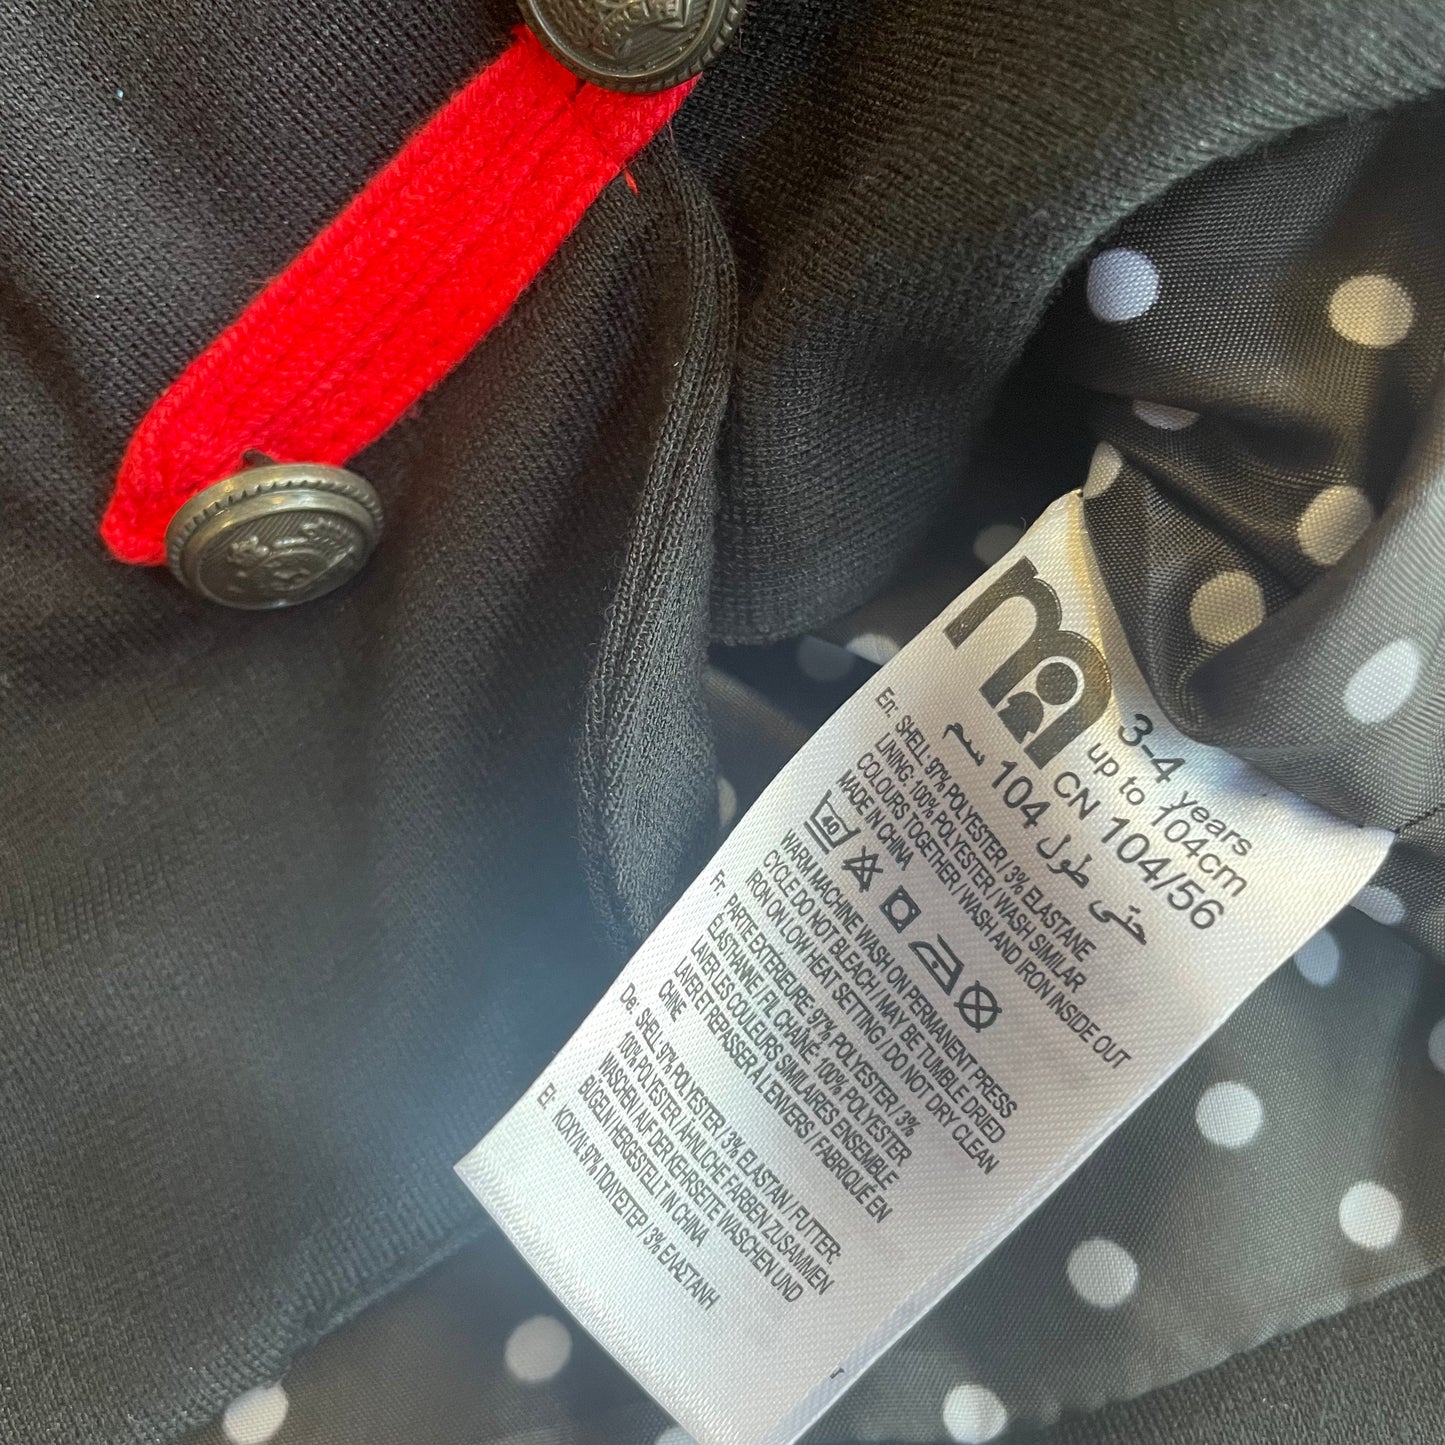 m
3-4 years
up to 104cm
CN 104/56
حتى طول 104 سم
En: SHELL: 97% POLYESTER / 3% ELASTANE
LINING: 100% POLYESTER / WASH SIMILAR
COLOURS TOGETHER / WASH AND IRON INSIDE OUT
MADE IN CHINA
40
WARM MACHINE WASH ON PERMANENT PRESS
CYCLE DO NOT BLEACH / MAY BE TUMBLE DRIED
IRON ON LOW HEAT SETTING / DO NOT DRY CLEAN
Fr: PARTIE EXTERIEURE: 97% POLYESTER / 3%
ÉLASTHANNE / FIL CHAÎNE: 100% POLYESTER
LAVER LES COULEURS SIMILAIRES ENSEMBLE
LAVER ET REPASSER À L'ENVERS / FABRIQUÉ EN
CHINE
De: SHELL: 97% POLYESTER / 3% ELASTAN / FUTTER:
100% POLYESTER / ÄHNLICHE FARBEN ZUSAMMEN
WASCHEN / AUF DER KEHRSEITE WASCHEN UND
BÜGELN / HERGESTELLT IN CHINA
El: ΚΟΧΥΛΙ: 97% ΠΟΛΥΕΣΤΕΡ / 3% ΕΛΑΣΤΑΝΗ